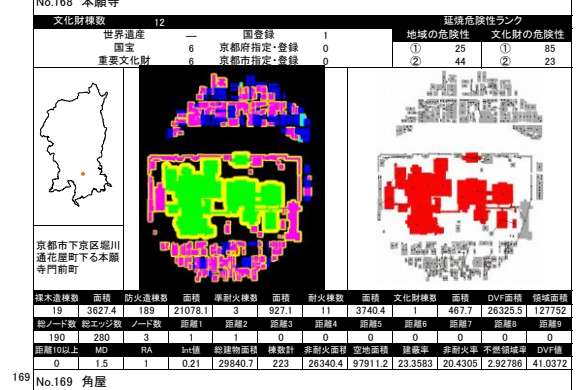 No.168 本願寺
文化財棟数 12 延焼危険性ランク
世界遺産 — 国登録 1 地域の危険性 文化財の危険性
国宝 6 京都府指定・登録 0 ① 25 ① 85
重要文化財 6 京都市指定・登録 0 ② 44 ② 23
京都市下京区堀川
通花屋町下る本願
寺門前町
裸木造棟数 面積 防火造棟数 面積 準耐火棟数 面積 耐火棟数 面積 文化財棟数 面積 DVF面積 領域面積
19 3627.4 189 21078.1 3 927.1 11 3740.4 1 467.7 26325.5 127752
総ノード数 総エッジ数 ノード数 距離1 距離2 距離3 距離4 距離5 距離6 距離7 距離8 距離9
190 280 3 1 1 0 0 0 0 0 0 0
距離10以上 MD RA Int値 総建物面積 棟数計 非耐火面積 空地面積 建蔽率 非耐火率 不燃領域率 DVF値
0 1.5 1 0.21 29840.7 223 26340.4 97911.2 23.3583 20.4305 2.92786 41.0372
169 No.169 角屋